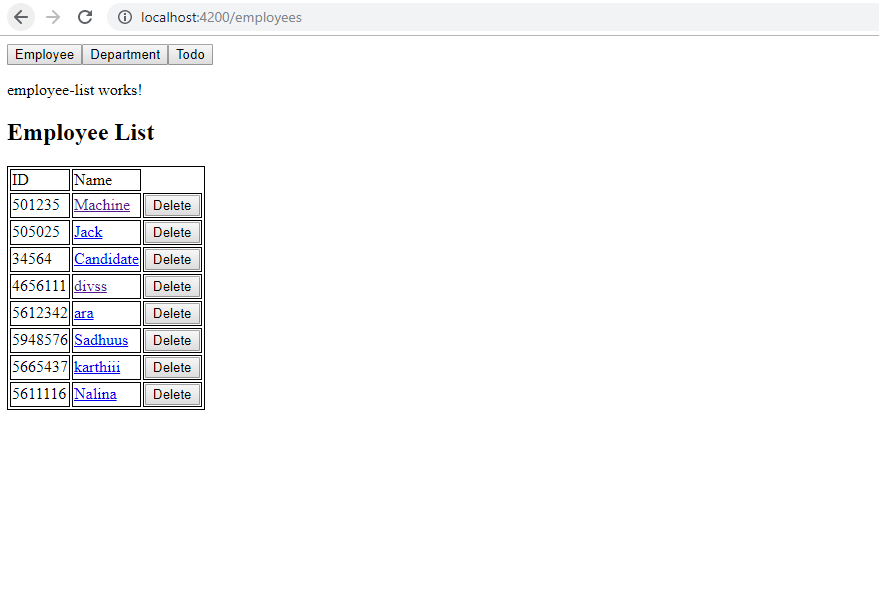 localhost:4200/employees
Employee Department Todo
employee-list works!
Employee List
ID Name
501235 Machine Delete
505025 Jack Delete
34564 Candidate Delete
4656111 divss Delete
5612342 ara Delete
5948576 Sadhuus Delete
5665437 karthiii Delete
5611116 Nalina Delete